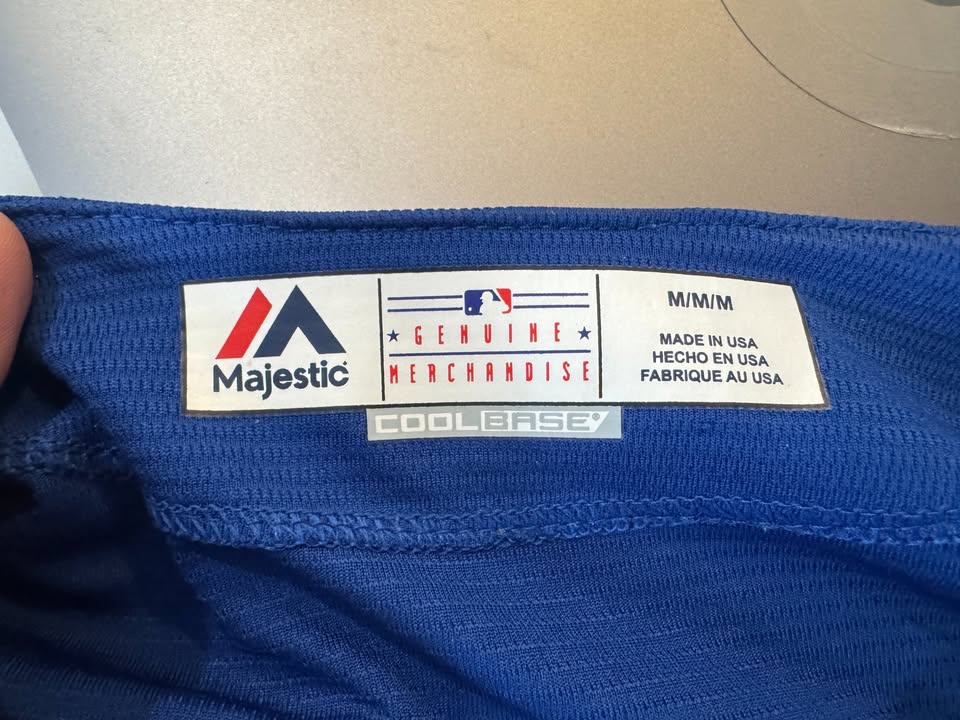 Majestic
GENUINE
MERCHANDISE
COOLBASE
M/M/M
MADE IN USA
HECHO EN USA
FABRIQUE AU USA